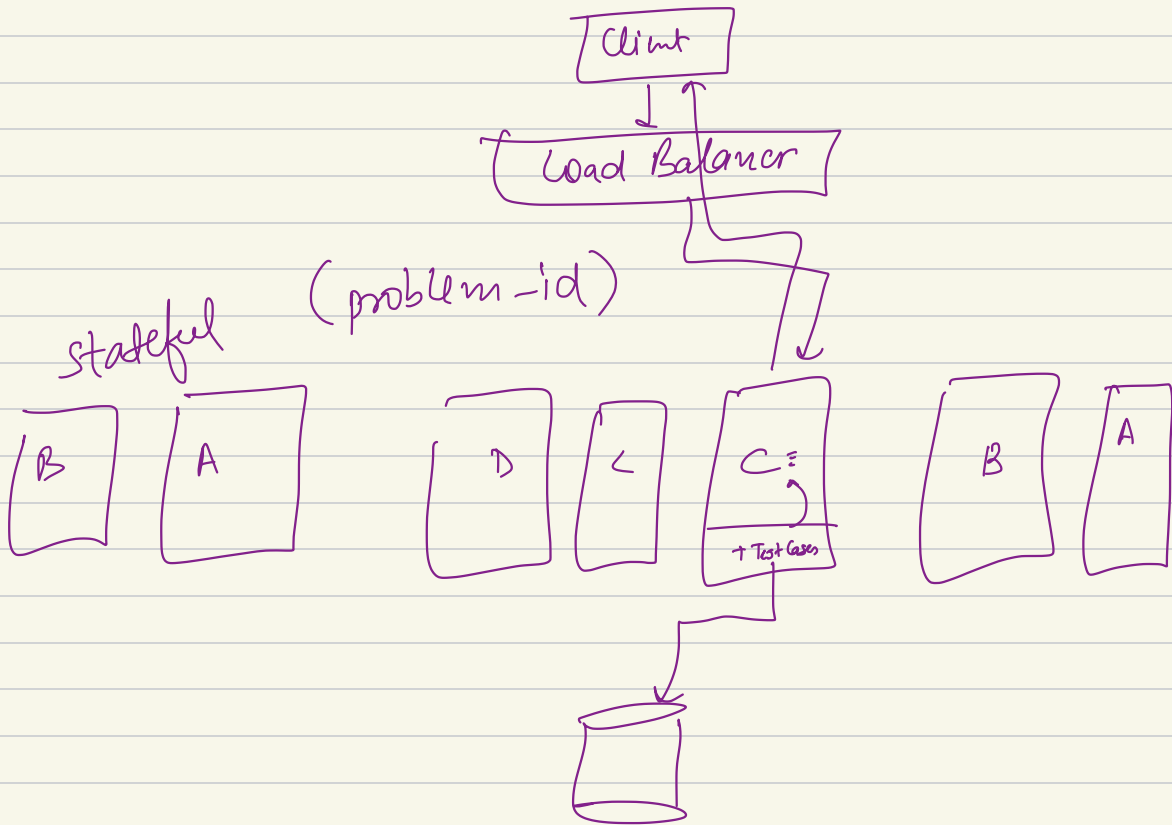 Client
Load Balancer
(problem-id)
stateful
B
A
D
C
C
B
A
+ Test Cases